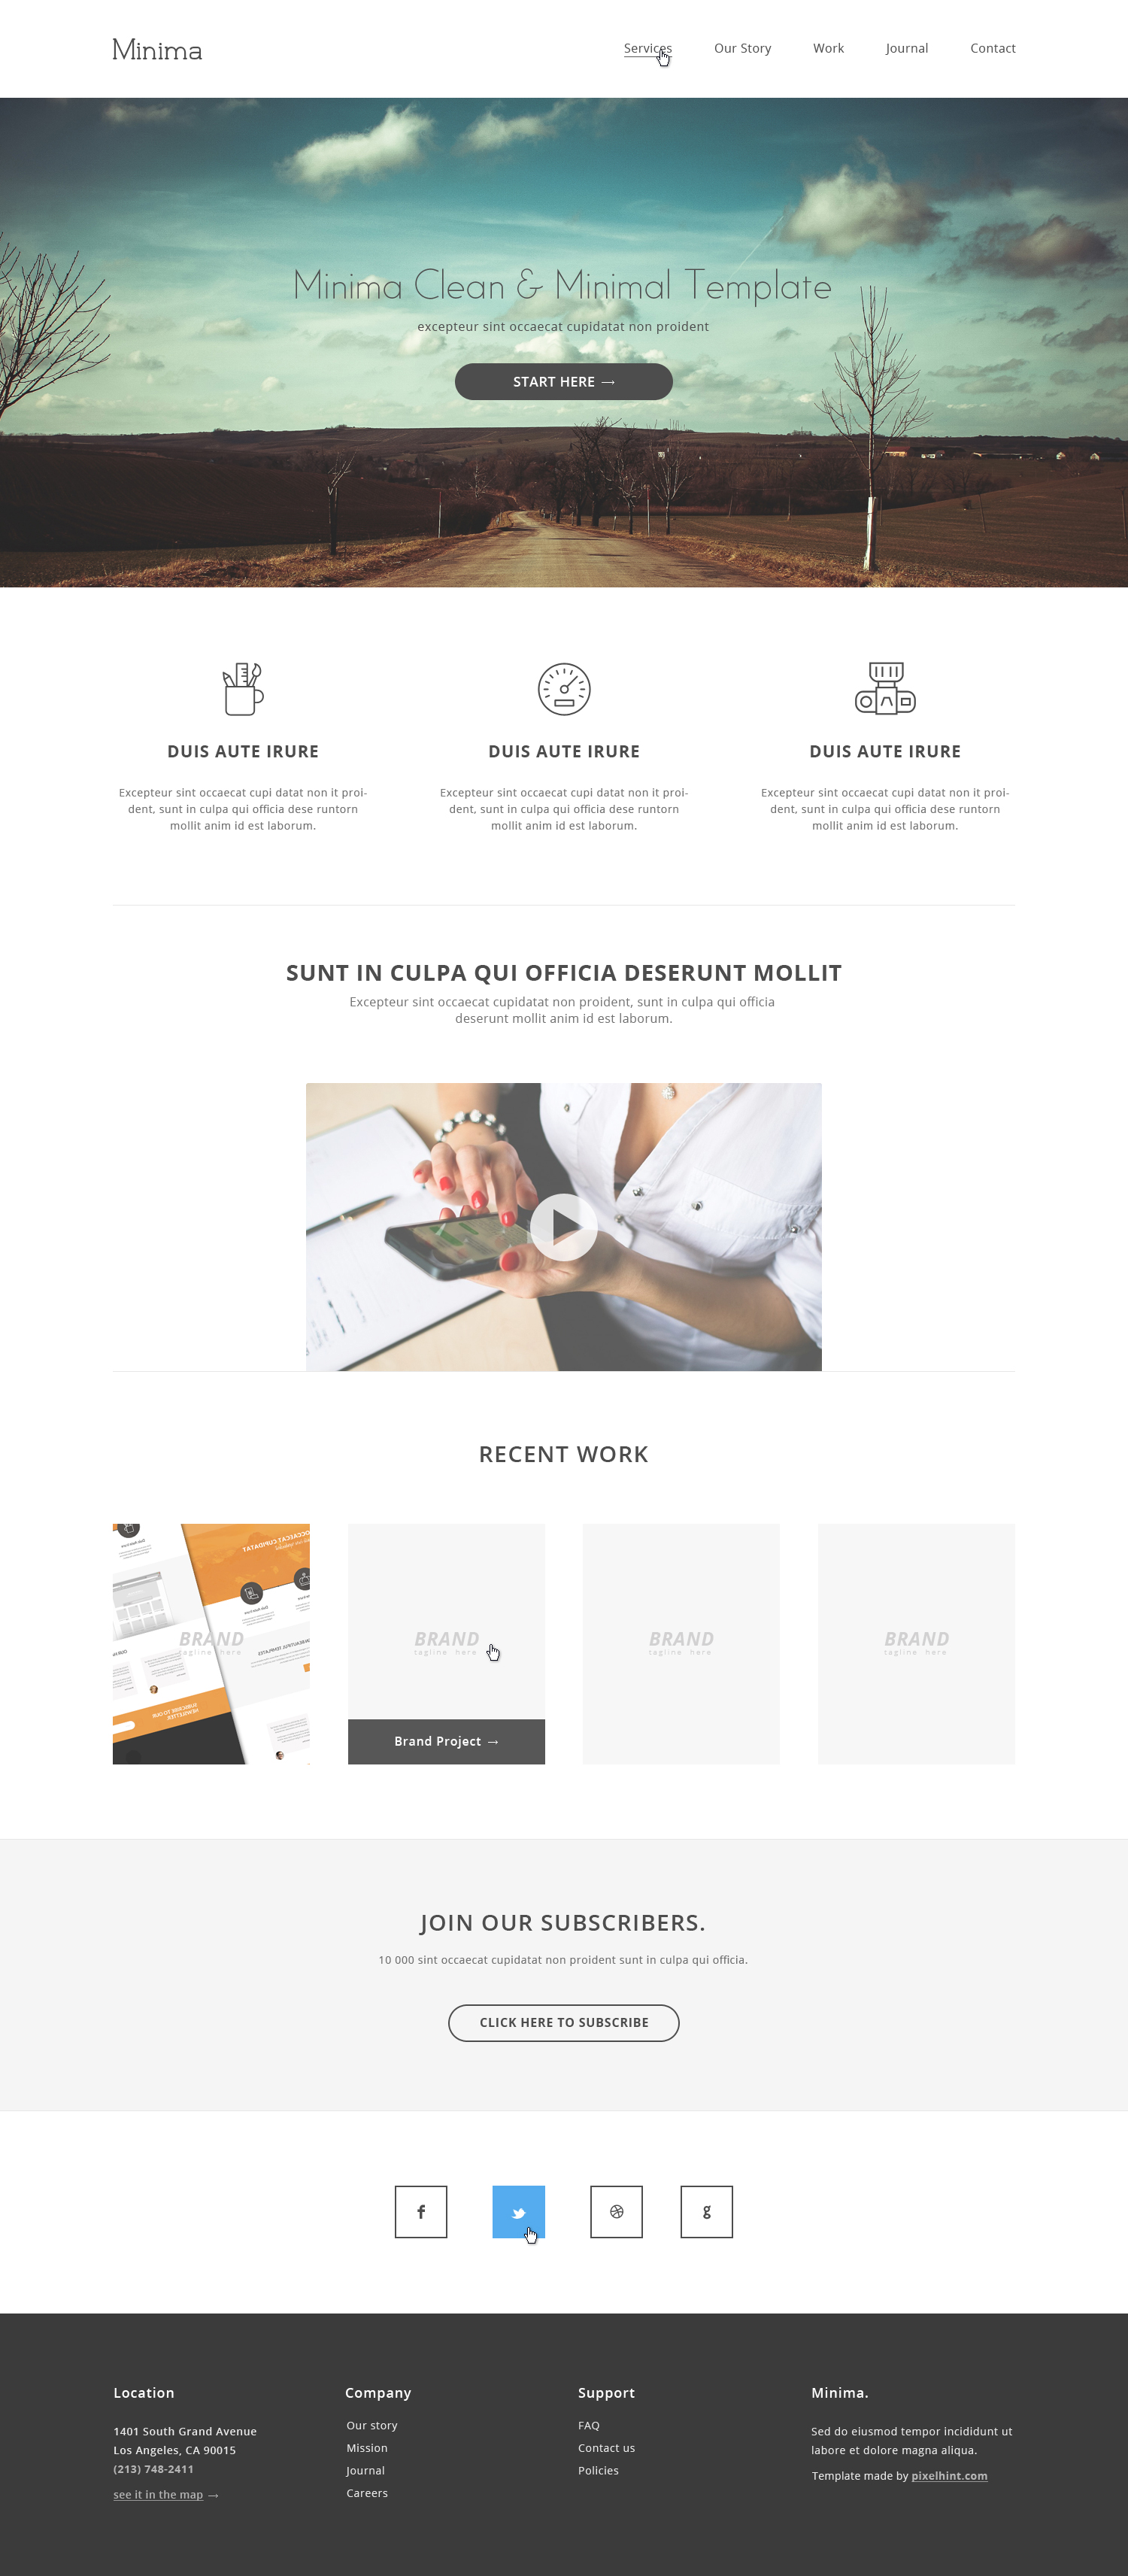 Minima
Services Our Story Work Journal Contact
Minima Clean & Minimal Template
excepteur sint occaecat cupidatat non proident
START HERE →
DUIS AUTE IRURE
Excepteur sint occaecat cupi datat non it proi-
dent, sunt in culpa qui officia dese runtorn
mollit anim id est laborum.
DUIS AUTE IRURE
Excepteur sint occaecat cupi datat non it proi-
dent, sunt in culpa qui officia dese runtorn
mollit anim id est laborum.
DUIS AUTE IRURE
Excepteur sint occaecat cupi datat non it proi-
dent, sunt in culpa qui officia dese runtorn
mollit anim id est laborum.
SUNT IN CULPA QUI OFFICIA DESERUNT MOLLIT
Excepteur sint occaecat cupidatat non proident, sunt in culpa qui officia
deserunt mollit anim id est laborum.
RECENT WORK
BRAND
tagline here
BRAND
tagline here
Brand Project →
BRAND
tagline here
BRAND
tagline here
JOIN OUR SUBSCRIBERS.
10 000 sint occaecat cupidatat non proident sunt in culpa qui officia.
CLICK HERE TO SUBSCRIBE
Location
1401 South Grand Avenue
Los Angeles, CA 90015
(213) 748-2411
see it in the map →
Company
Our story
Mission
Journal
Careers
Support
FAQ
Contact us
Policies
Minima.
Sed do eiusmod tempor incididunt ut
labore et dolore magna aliqua.
Template made by pixelhint.com